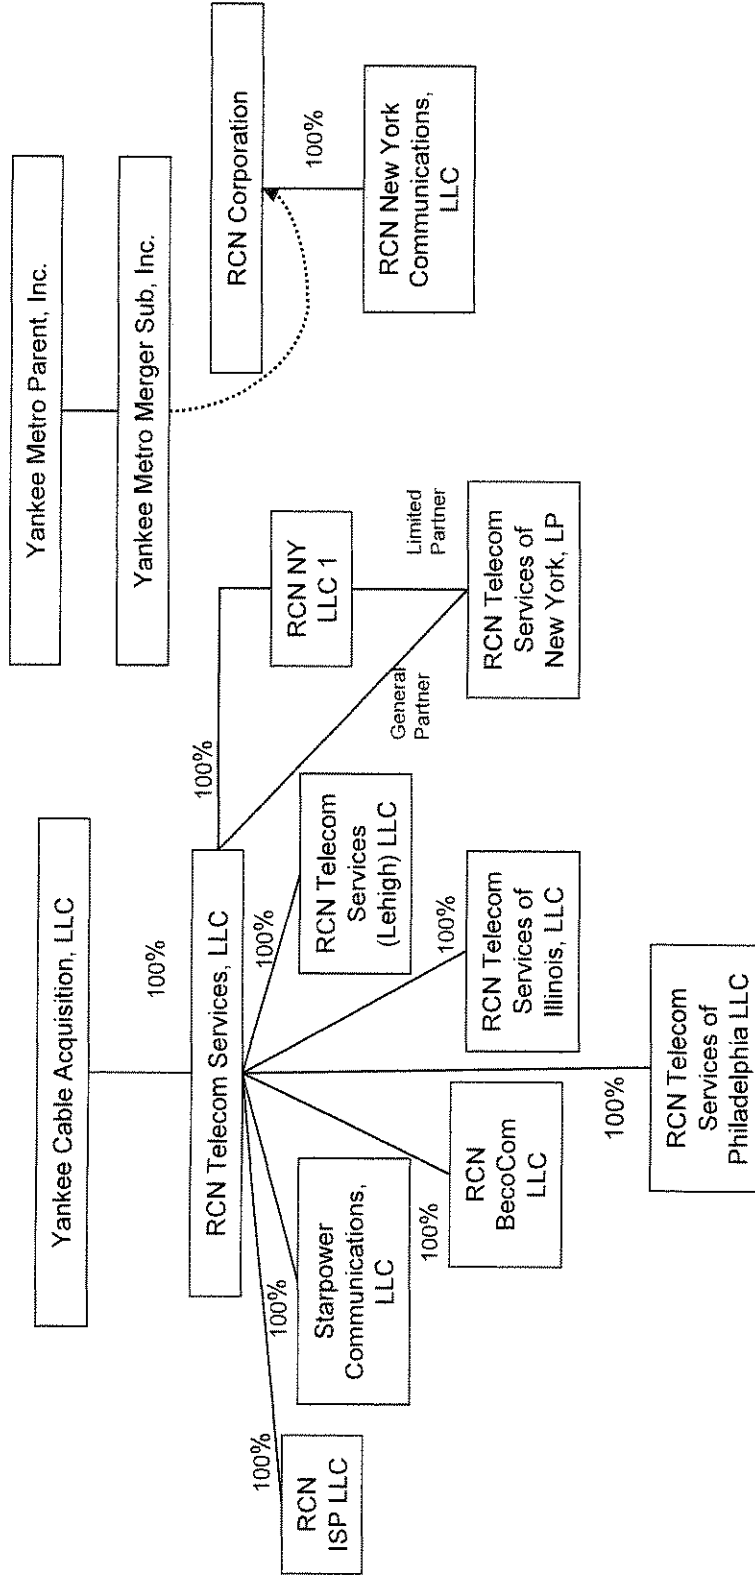 Yankee Cable Acquisition, LLC
100%
RCN Telecom Services, LLC
100%
RCN
ISP LLC
100%
Starpower
Communications,
LLC
100%
RCN
BecoCom
LLC
100%
RCN Telecom
Services of
Philadelphia LLC
100%
RCN Telecom
Services of
Illinois, LLC
100%
RCN Telecom
Services
(Lehigh) LLC
100%
RCN NY
LLC 1
General
Partner
Limited
Partner
RCN Telecom
Services of
New York, LP
Yankee Metro Parent, Inc.
Yankee Metro Merger Sub, Inc.
RCN Corporation
100%
RCN New York
Communications,
LLC